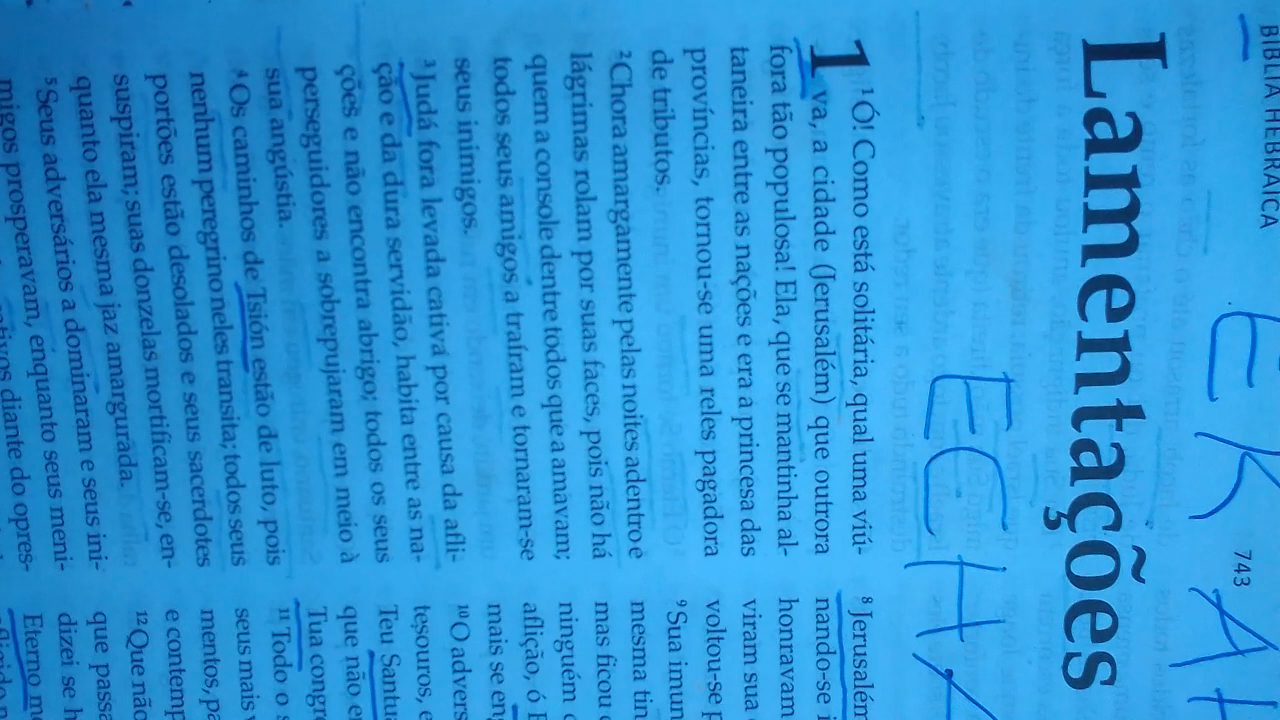 BÍBLIA HEBRAICA
743
EKAH
ECHA
Lamentações
1 ¹Ó! Como está solitária, qual uma viú-
va, a cidade (Jerusalém) que outrora
fora tão populosa! Ela, que se mantinha al-
taneira entre as nações e era a princesa das
províncias, tornou-se uma reles pagadora
de tributos.
²Chora amargamente pelas noites adentro e
lágrimas rolam por suas faces, pois não há
quem a console dentre todos que a amavam;
todos seus amigos a traíram e tornaram-se
seus inimigos.
³Judá fora levada cativa por causa da afli-
ção e da dura servidão, habita entre as na-
ções e não encontra abrigo; todos os seus
perseguidores a sobrepujaram em meio à
sua angústia.
⁴Os caminhos de Tsión estão de luto, pois
nenhum peregrino neles transita; todos seus
portões estão desolados e seus sacerdotes
suspiram; suas donzelas mortificam-se, en-
quanto ela mesma jaz amargurada.
⁵Seus adversários a dominaram e seus ini-
migos prosperavam, enquanto seus meni-
diante do opres-
⁸Jerusalém
nando-se i
honravam
viram sua
voltou-se p
⁹Sua imun
mesma tin
mas ficou
ninguém
aflição, ó
mais se en
¹⁰O advers
tesouros, e
Teu Santu
que não e
Tua congr
¹¹Todo o s
seus mais
mentos, pa
e contemp
¹²Que não
que passa
dizei se h
Eterno m